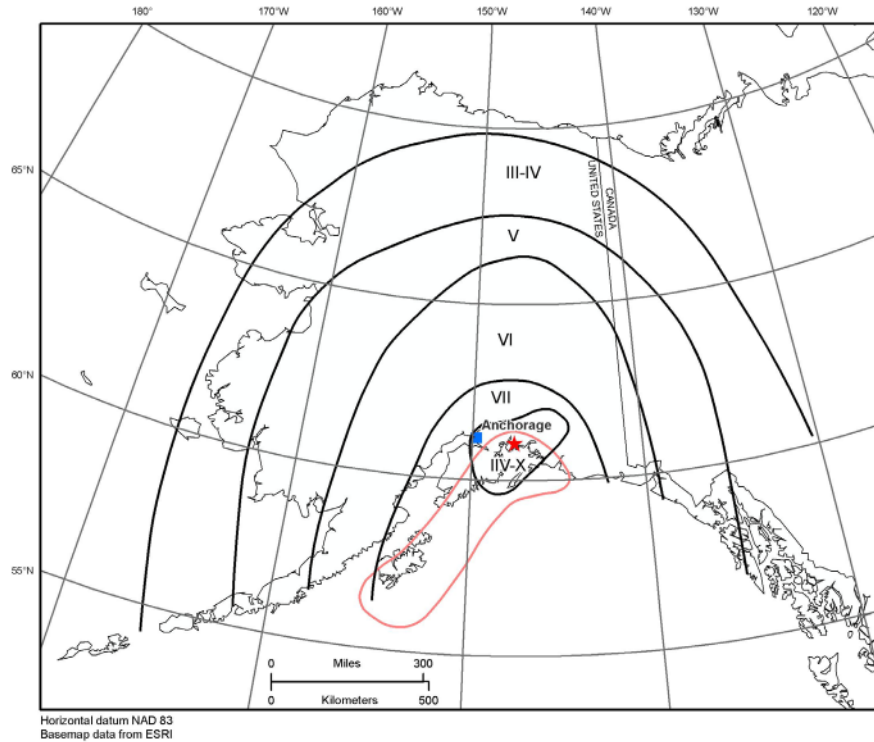 180° 170°W 160°W 150°W 140°W 130°W 120°W
65°N
III-IV
CANADA
UNITED STATES
V
VI
60°N
VII
Anchorage
IIV-X
55°N
0 Miles 300
0 Kilometers 500
Horizontal datum NAD 83
Basemap data from ESRI